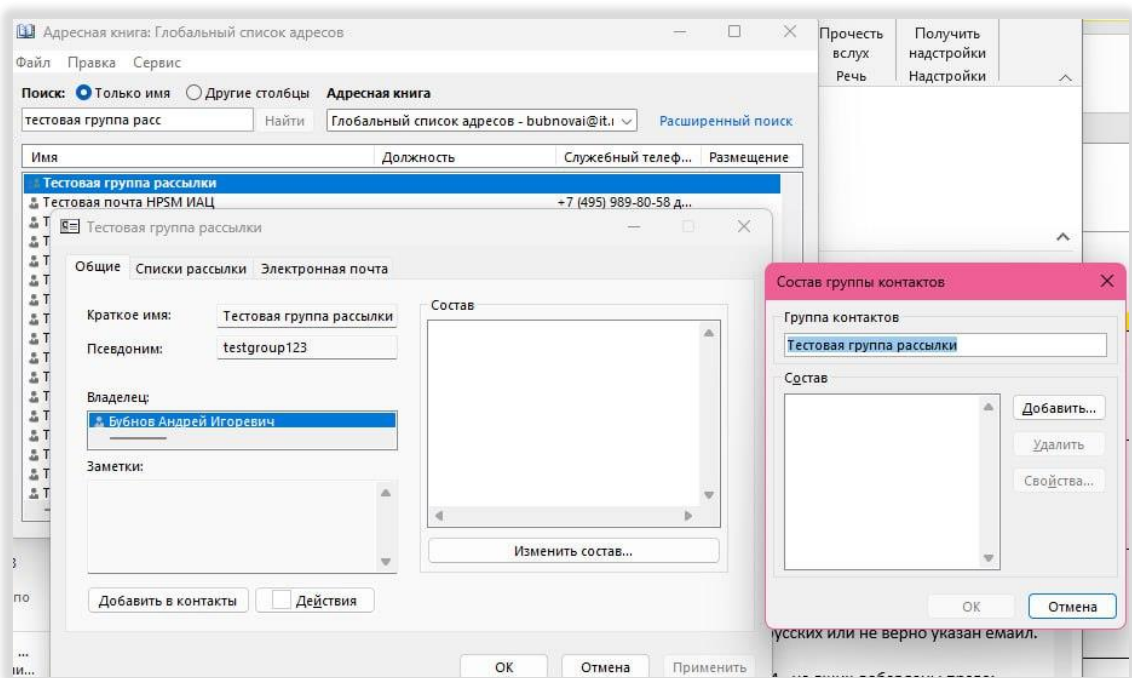 Адресная книга: Глобальный список адресов
Файл Правка Сервис
Поиск: Только имя Другие столбцы Адресная книга
тестовая группа расс Найти Глобальный список адресов - bubnovai@it.r Расширенный поиск
Имя Должность Служебный телеф... Размещение
Тестовая группа рассылки
Тестовая почта HPSM ИАЦ +7 (495) 989-80-58 д...
Прочесть вслух
Речь
Получить надстройки
Надстройки
Тестовая группа рассылки
Общие Списки рассылки Электронная почта
Краткое имя: Тестовая группа рассылки
Псевдоним: testgroup123
Владелец:
Бубнов Андрей Игоревич
Заметки:
Состав
Изменить состав...
Добавить в контакты Действия
ОК Отмена Применить
Состав группы контактов
Группа контактов
Тестовая группа рассылки
Состав
Добавить...
Удалить
Свойства...
ОК Отмена
усских или не верно указан емаил.